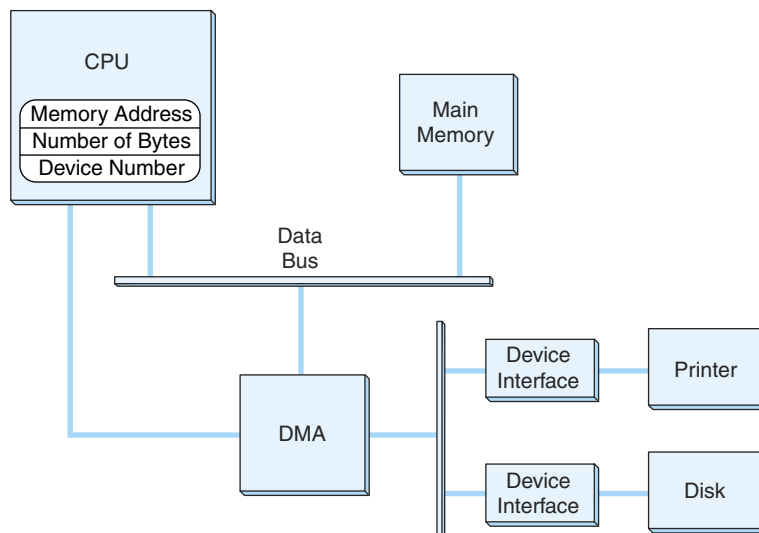 CPU
Memory Address
Number of Bytes
Device Number
Main
Memory
Data
Bus
DMA
Device
Interface
Printer
Device
Interface
Disk